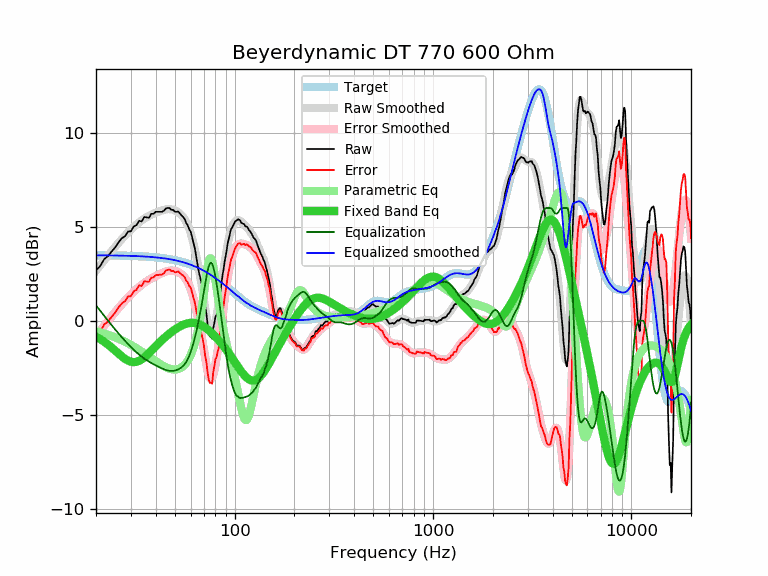 Beyerdynamic DT 770 600 Ohm
Amplitude (dBr)
10
5
0
−5
−10
Target
Raw Smoothed
Error Smoothed
Raw
Error
Parametric Eq
Fixed Band Eq
Equalization
Equalized smoothed
100 1000 10000
Frequency (Hz)